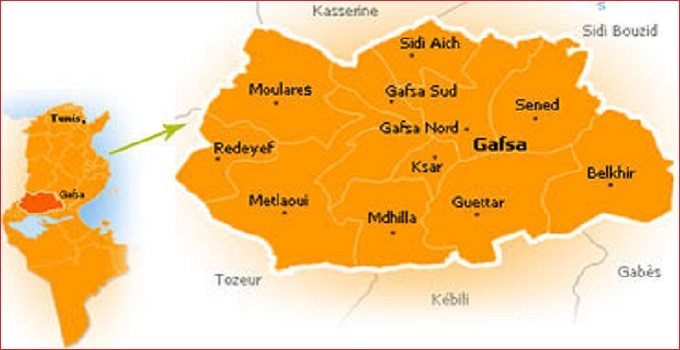 Kasserine
s
Sidi Bouzid
Sidi Aich
Moulares
Gafsa Sud
Sened
Tunis
Gafsa Nord
Gafsa
Redeyef
Ksar
Belkhir
Gafsa
Metlaoui
Guettar
Mdhilla
Tozeur
Gabès
Kébili